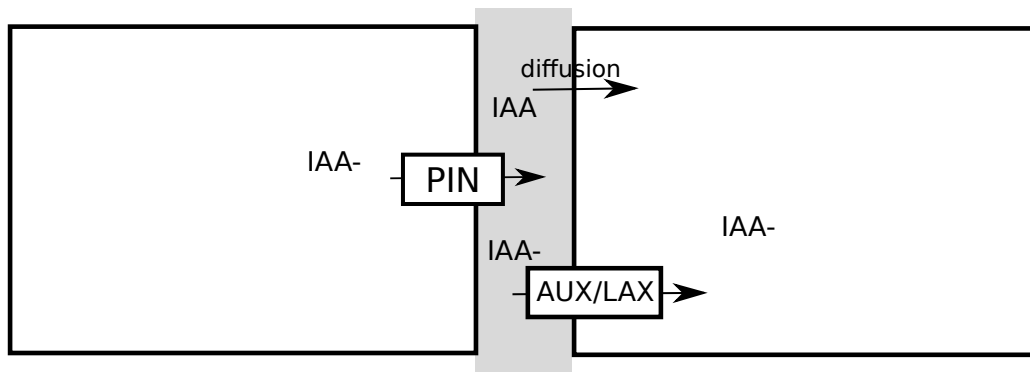 diffusion
IAA
IAA-
PIN
IAA-
IAA-
AUX/LAX